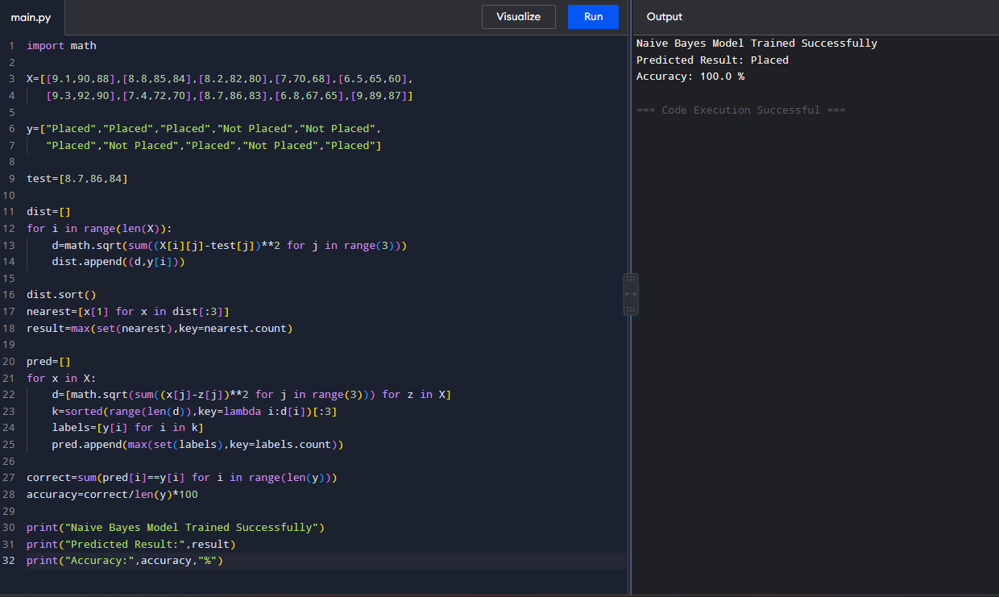 main.py
Visualize
Run
Output
1 import math
2
3 X=[[9.1,90,88],[8.8,85,84],[8.2,82,80],[7,70,68],[6.5,65,60],
4 [9.3,92,90],[7.4,72,70],[8.7,86,83],[6.8,67,65],[9,89,87]]
5
6 y=["Placed","Placed","Placed","Not Placed","Not Placed",
7 "Placed","Not Placed","Placed","Not Placed","Placed"]
8
9 test=[8.7,86,84]
10
11 dist=[]
12 for i in range(len(X)):
13 d=math.sqrt(sum((X[i][j]-test[j])**2 for j in range(3)))
14 dist.append((d,y[i]))
15
16 dist.sort()
17 nearest=[x[1] for x in dist[:3]]
18 result=max(set(nearest),key=nearest.count)
19
20 pred=[]
21 for x in X:
22 d=[math.sqrt(sum((x[j]-z[j])**2 for j in range(3))) for z in X]
23 k=sorted(range(len(d)),key=lambda i:d[i])[:3]
24 labels=[y[i] for i in k]
25 pred.append(max(set(labels),key=labels.count))
26
27 correct=sum(pred[i]==y[i] for i in range(len(y)))
28 accuracy=correct/len(y)*100
29
30 print("Naive Bayes Model Trained Successfully")
31 print("Predicted Result:",result)
32 print("Accuracy:",accuracy,"%")
Naive Bayes Model Trained Successfully
Predicted Result: Placed
Accuracy: 100.0 %
=== Code Execution Successful ===